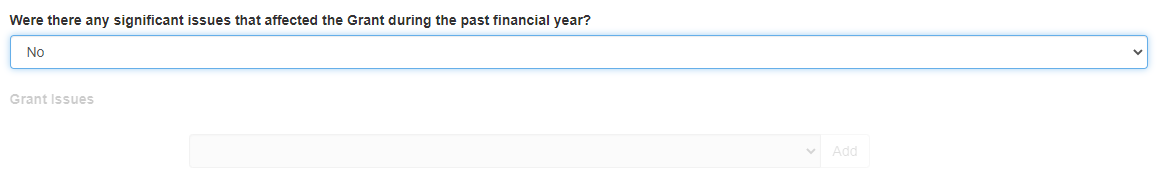 Were there any significant issues that affected the Grant during the past financial year?
No
Grant Issues
Add